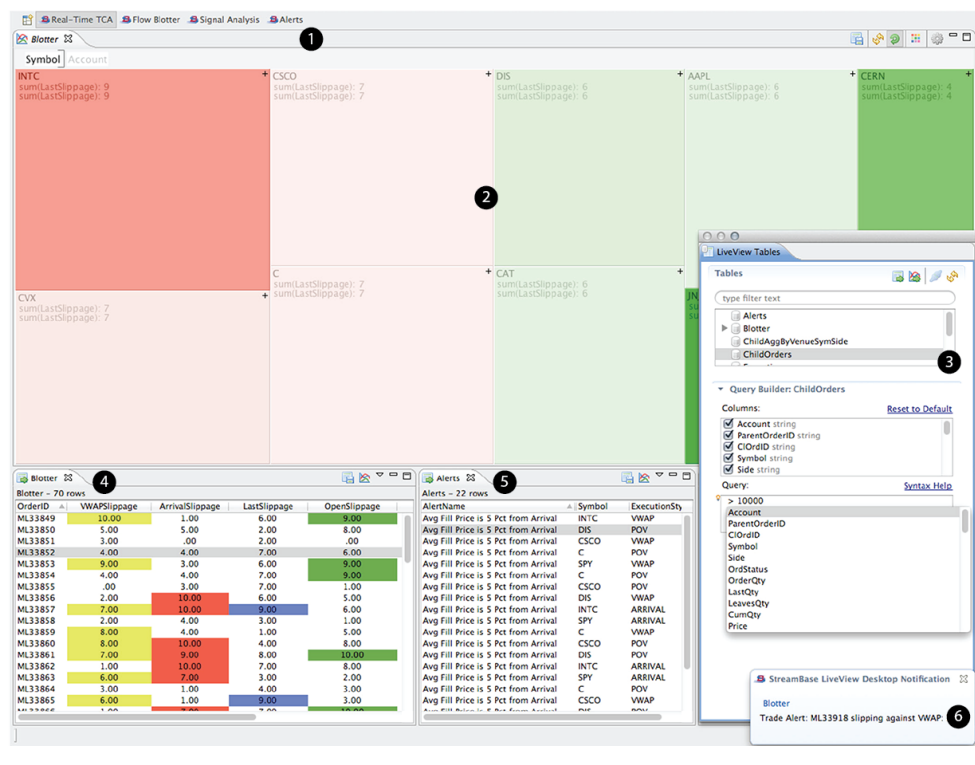 Real-Time TCA Flow Blotter Signal Analysis Alerts
Blotter
1
Symbol Account
INTC
sum(LastSlippage): 9
sum(LastSlippage): 9
CSCO
sum(LastSlippage): 7
sum(LastSlippage): 7
DIS
sum(LastSlippage): 6
sum(LastSlippage): 6
AAPL
sum(LastSlippage): 6
sum(LastSlippage): 6
CERN
sum(LastSlippage): 4
sum(LastSlippage): 4
2
CVX
sum(LastSlippage): 7
sum(LastSlippage): 7
C
sum(LastSlippage): 7
sum(LastSlippage): 7
CAT
sum(LastSlippage): 6
sum(LastSlippage): 6
LiveView Tables
Tables
type filter text
Alerts
Blotter
ChildAggByVenueSymSide
ChildOrders
3
Query Builder: ChildOrders
Columns: Reset to Default
Account string
ParentOrderID string
ClOrdID string
Symbol string
Side string
Query: Syntax Help
> 10000
Account
ParentOrderID
ClOrdID
Symbol
Side
OrdStatus
OrderQty
LastQty
LeavesQty
CumQty
Price
Blotter 4
Blotter - 70 rows
OrderID VWAPSlippage ArrivalSlippage LastSlippage OpenSlippage
ML33849 10.00 1.00 6.00 9.00
ML33850 5.00 5.00 2.00 8.00
ML33851 3.00 .00 2.00 .00
ML33852 4.00 4.00 7.00 6.00
ML33853 9.00 3.00 6.00 9.00
ML33854 4.00 4.00 7.00 9.00
ML33855 .00 3.00 7.00 1.00
ML33856 2.00 10.00 6.00 5.00
ML33857 7.00 10.00 9.00 6.00
ML33858 2.00 4.00 3.00 1.00
ML33859 8.00 4.00 1.00 5.00
ML33860 8.00 10.00 4.00 8.00
ML33861 7.00 9.00 8.00 10.00
ML33862 1.00 10.00 7.00 8.00
ML33863 6.00 7.00 3.00 2.00
ML33864 3.00 1.00 4.00 3.00
ML33865 6.00 1.00 9.00 3.00
Alerts 5
Alerts - 22 rows
AlertName Symbol ExecutionSty
Avg Fill Price is 5 Pct from Arrival INTC VWAP
Avg Fill Price is 5 Pct from Arrival DIS POV
Avg Fill Price is 5 Pct from Arrival CSCO VWAP
Avg Fill Price is 5 Pct from Arrival C POV
Avg Fill Price is 5 Pct from Arrival SPY VWAP
Avg Fill Price is 5 Pct from Arrival C VWAP
Avg Fill Price is 5 Pct from Arrival CSCO POV
Avg Fill Price is 5 Pct from Arrival DIS VWAP
Avg Fill Price is 5 Pct from Arrival INTC ARRIVAL
Avg Fill Price is 5 Pct from Arrival SPY ARRIVAL
Avg Fill Price is 5 Pct from Arrival C VWAP
Avg Fill Price is 5 Pct from Arrival CSCO POV
Avg Fill Price is 5 Pct from Arrival DIS POV
Avg Fill Price is 5 Pct from Arrival INTC ARRIVAL
Avg Fill Price is 5 Pct from Arrival SPY ARRIVAL
Avg Fill Price is 5 Pct from Arrival C VWAP
Avg Fill Price is 5 Pct from Arrival CSCO VWAP
StreamBase LiveView Desktop Notification
Blotter
Trade Alert: ML33918 slipping against VWAP: 6